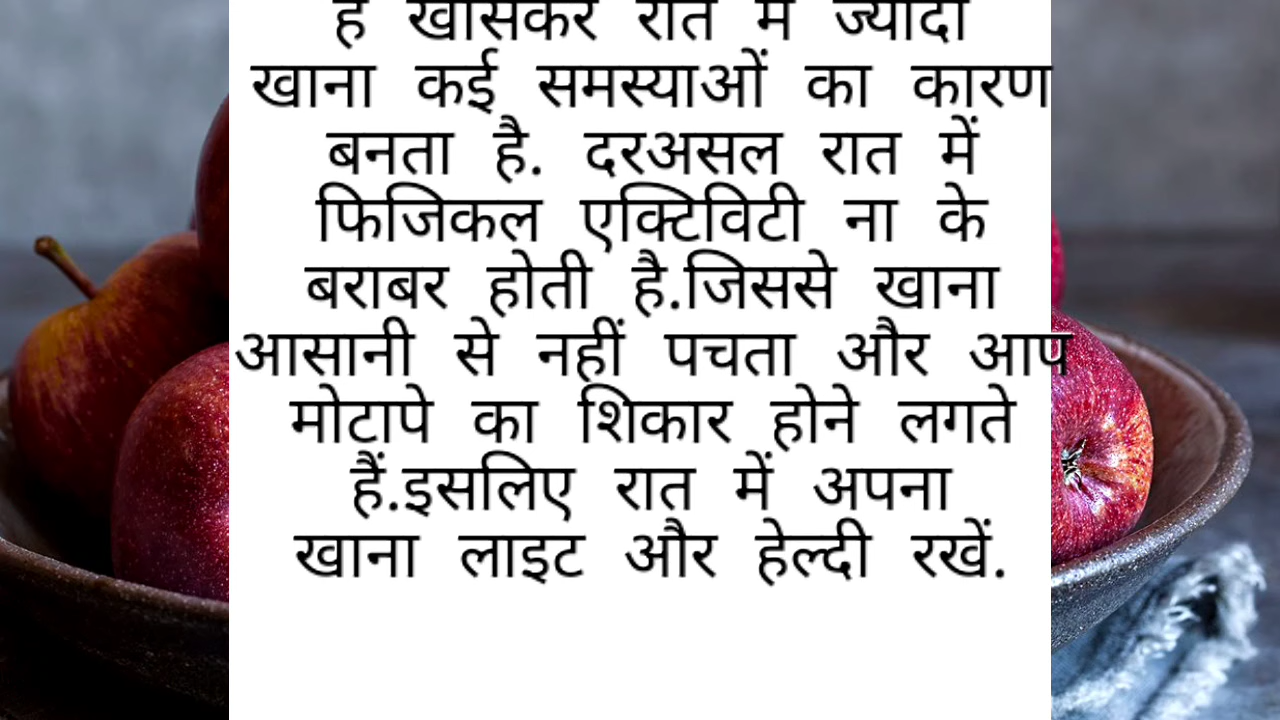 है खासकर रात में ज्यादा
खाना कई समस्याओं का कारण
बनता है. दरअसल रात में
फिजिकल एक्टिविटी ना के
बराबर होती है.जिससे खाना
आसानी से नहीं पचता और आप
मोटापे का शिकार होने लगते
हैं.इसलिए रात में अपना
खाना लाइट और हेल्दी रखें.